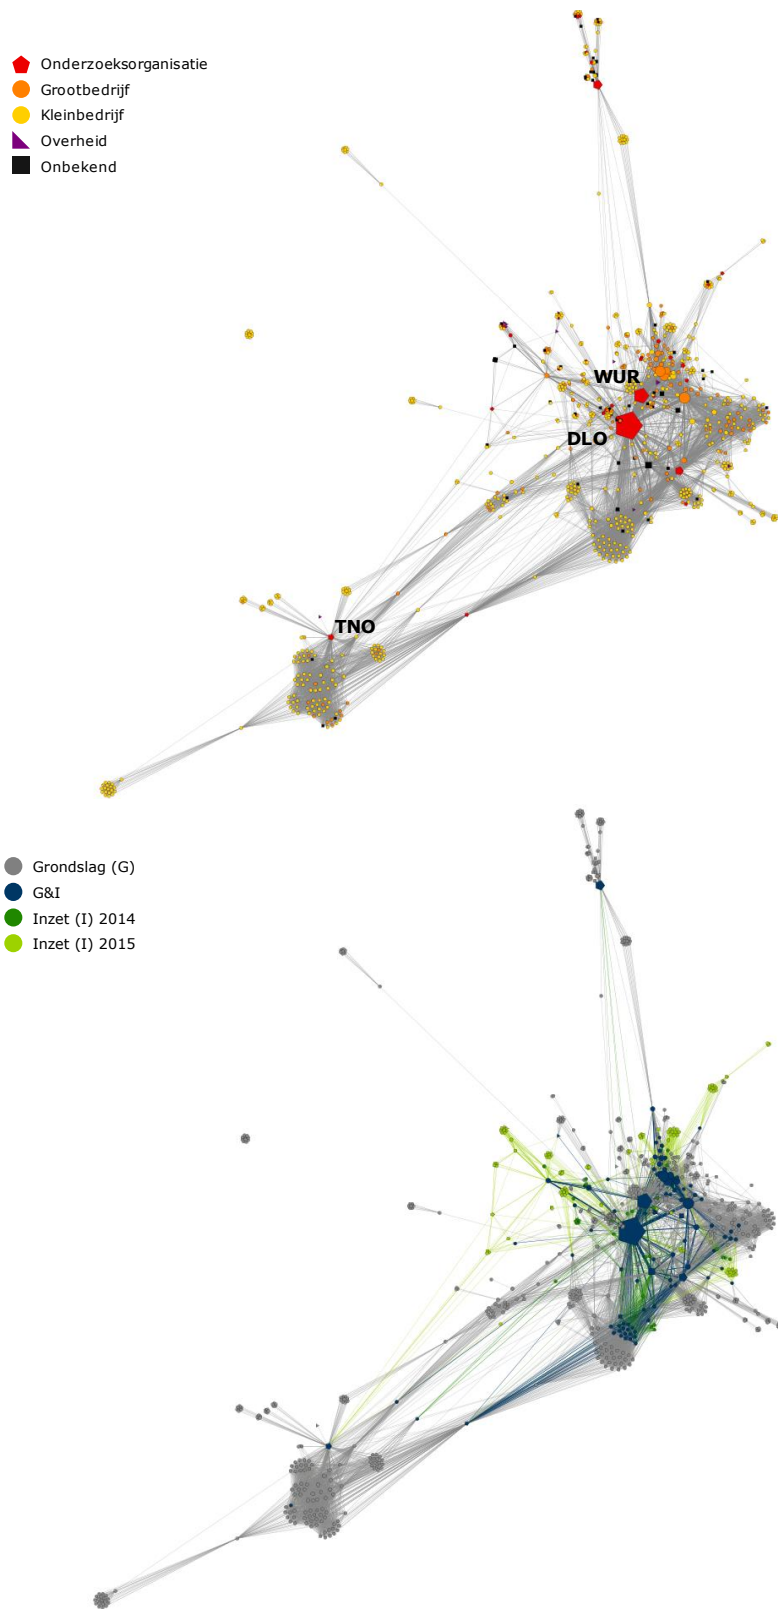 Onderzoeksorganisatie
Grootbedrijf
Kleinbedrijf
Overheid
Onbekend
WUR
DLO
TNO
Grondslag (G)
G&I
Inzet (I) 2014
Inzet (I) 2015